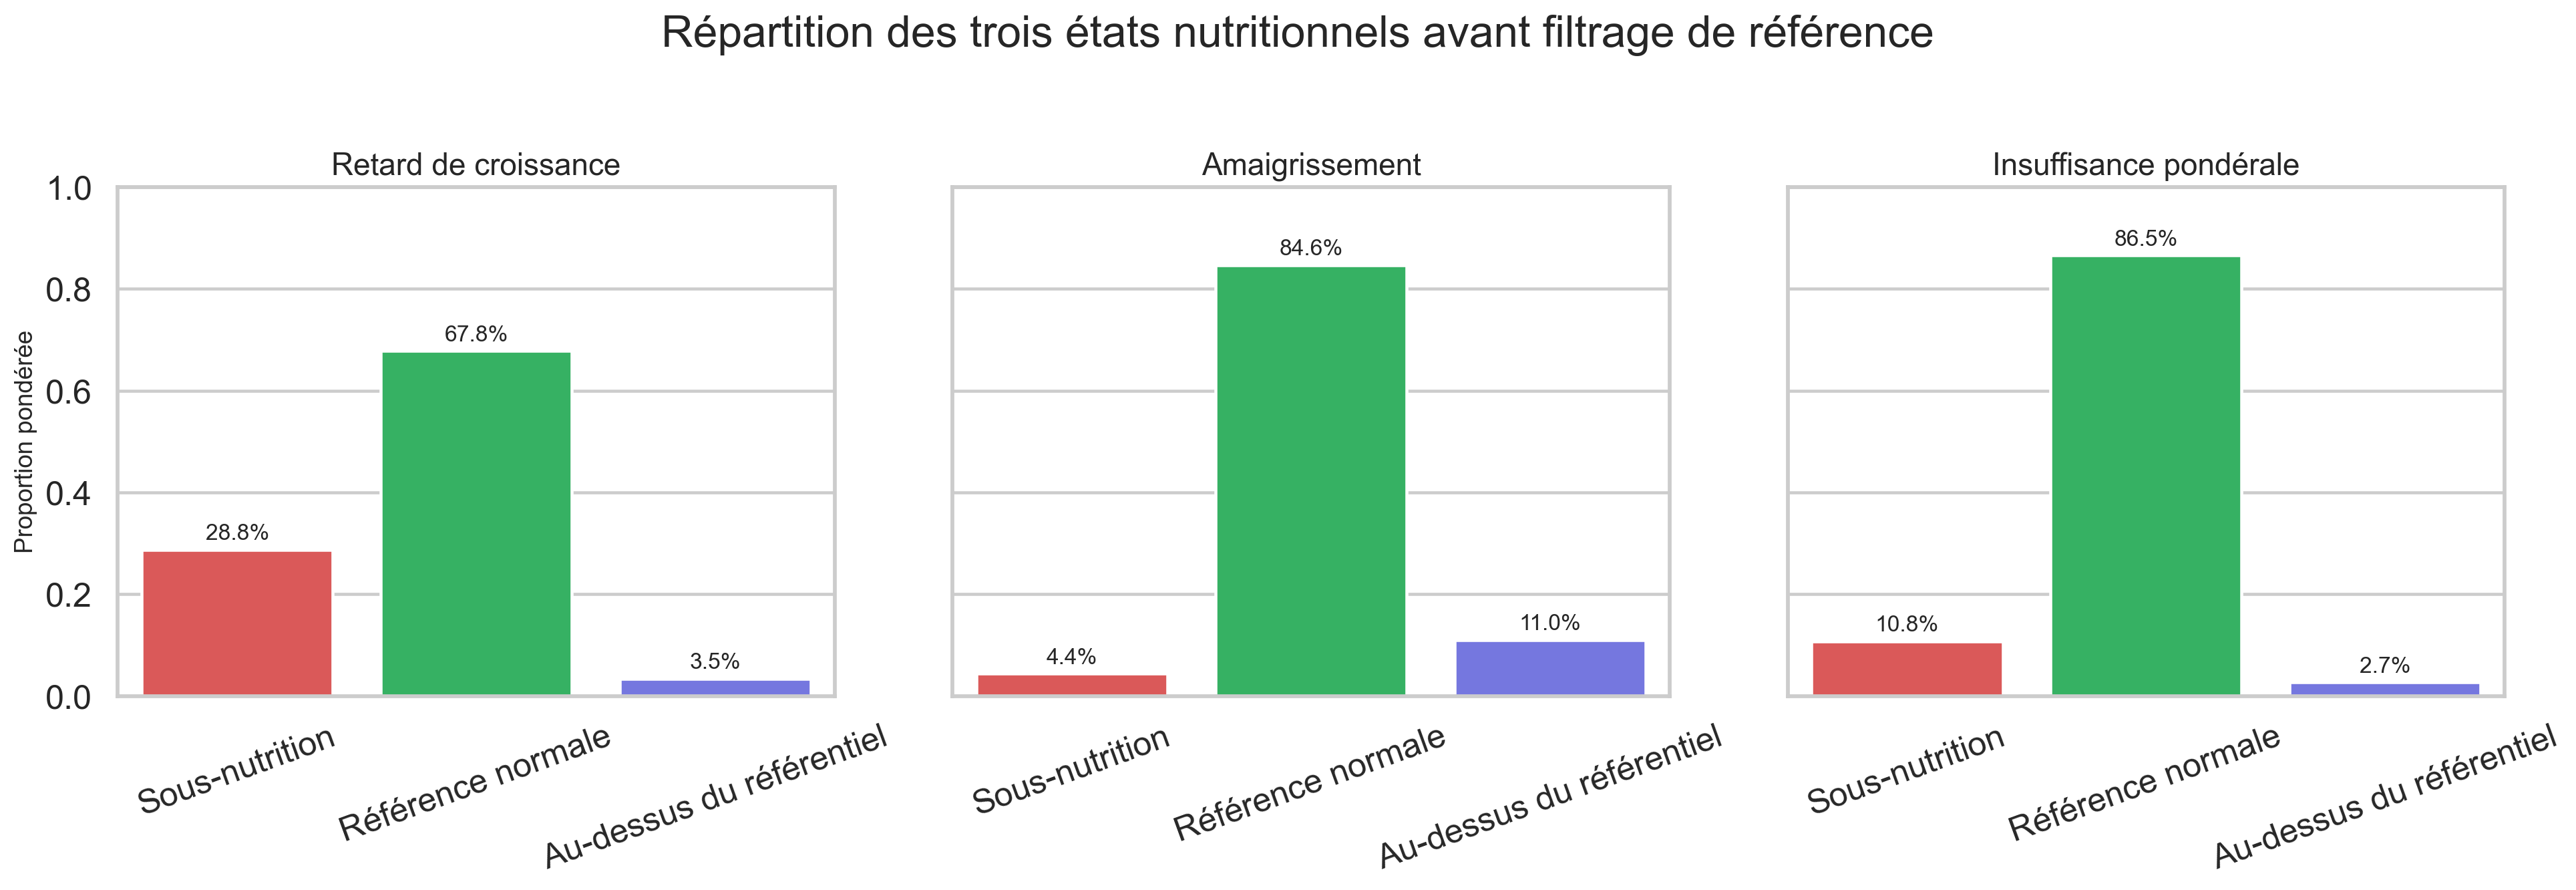 Répartition des trois états nutritionnels avant filtrage de référence
Retard de croissance
Proportion pondérée
1.0
0.8
0.6
0.4
0.2
0.0
28.8%
67.8%
3.5%
Sous-nutrition
Référence normale
Au-dessus du référentiel
Amaigrissement
4.4%
84.6%
11.0%
Sous-nutrition
Référence normale
Au-dessus du référentiel
Insuffisance pondérale
10.8%
86.5%
2.7%
Sous-nutrition
Référence normale
Au-dessus du référentiel